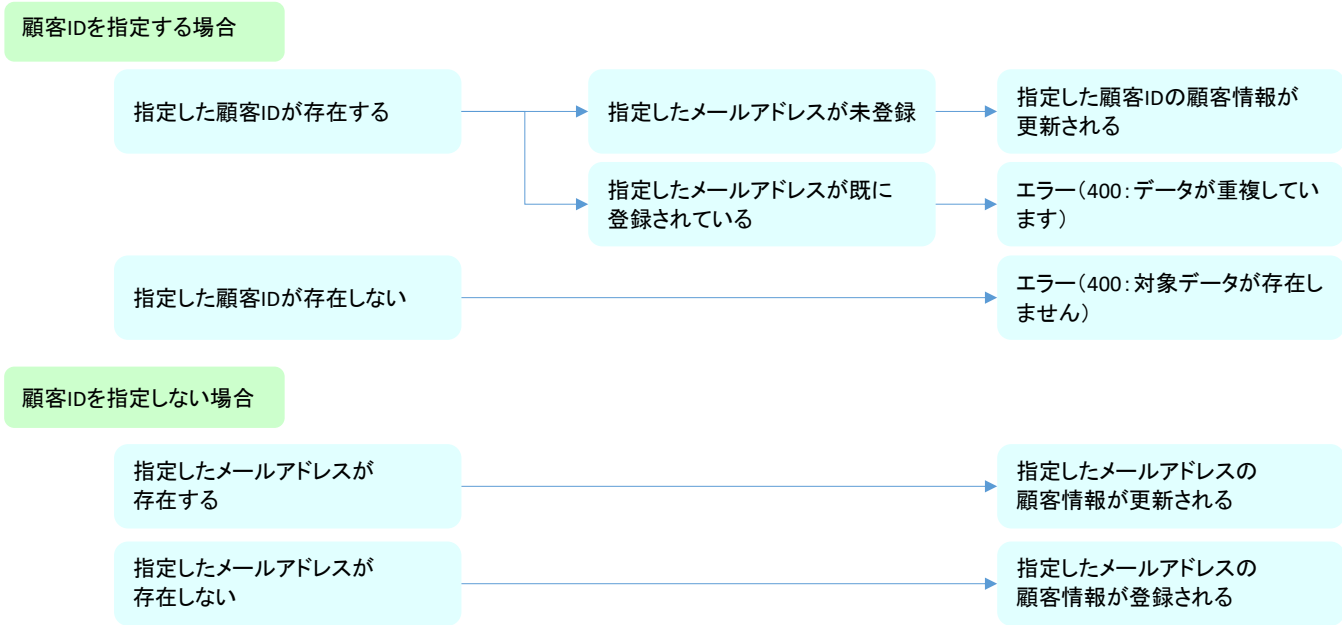 顧客IDを指定する場合
指定した顧客IDが存在する
指定したメールアドレスが未登録
指定した顧客IDの顧客情報が
更新される
指定したメールアドレスが既に
登録されている
エラー（400：データが重複してい
ます）
指定した顧客IDが存在しない
エラー（400：対象データが存在し
ません）
顧客IDを指定しない場合
指定したメールアドレスが
存在する
指定したメールアドレスの
顧客情報が更新される
指定したメールアドレスが
存在しない
指定したメールアドレスの
顧客情報が登録される